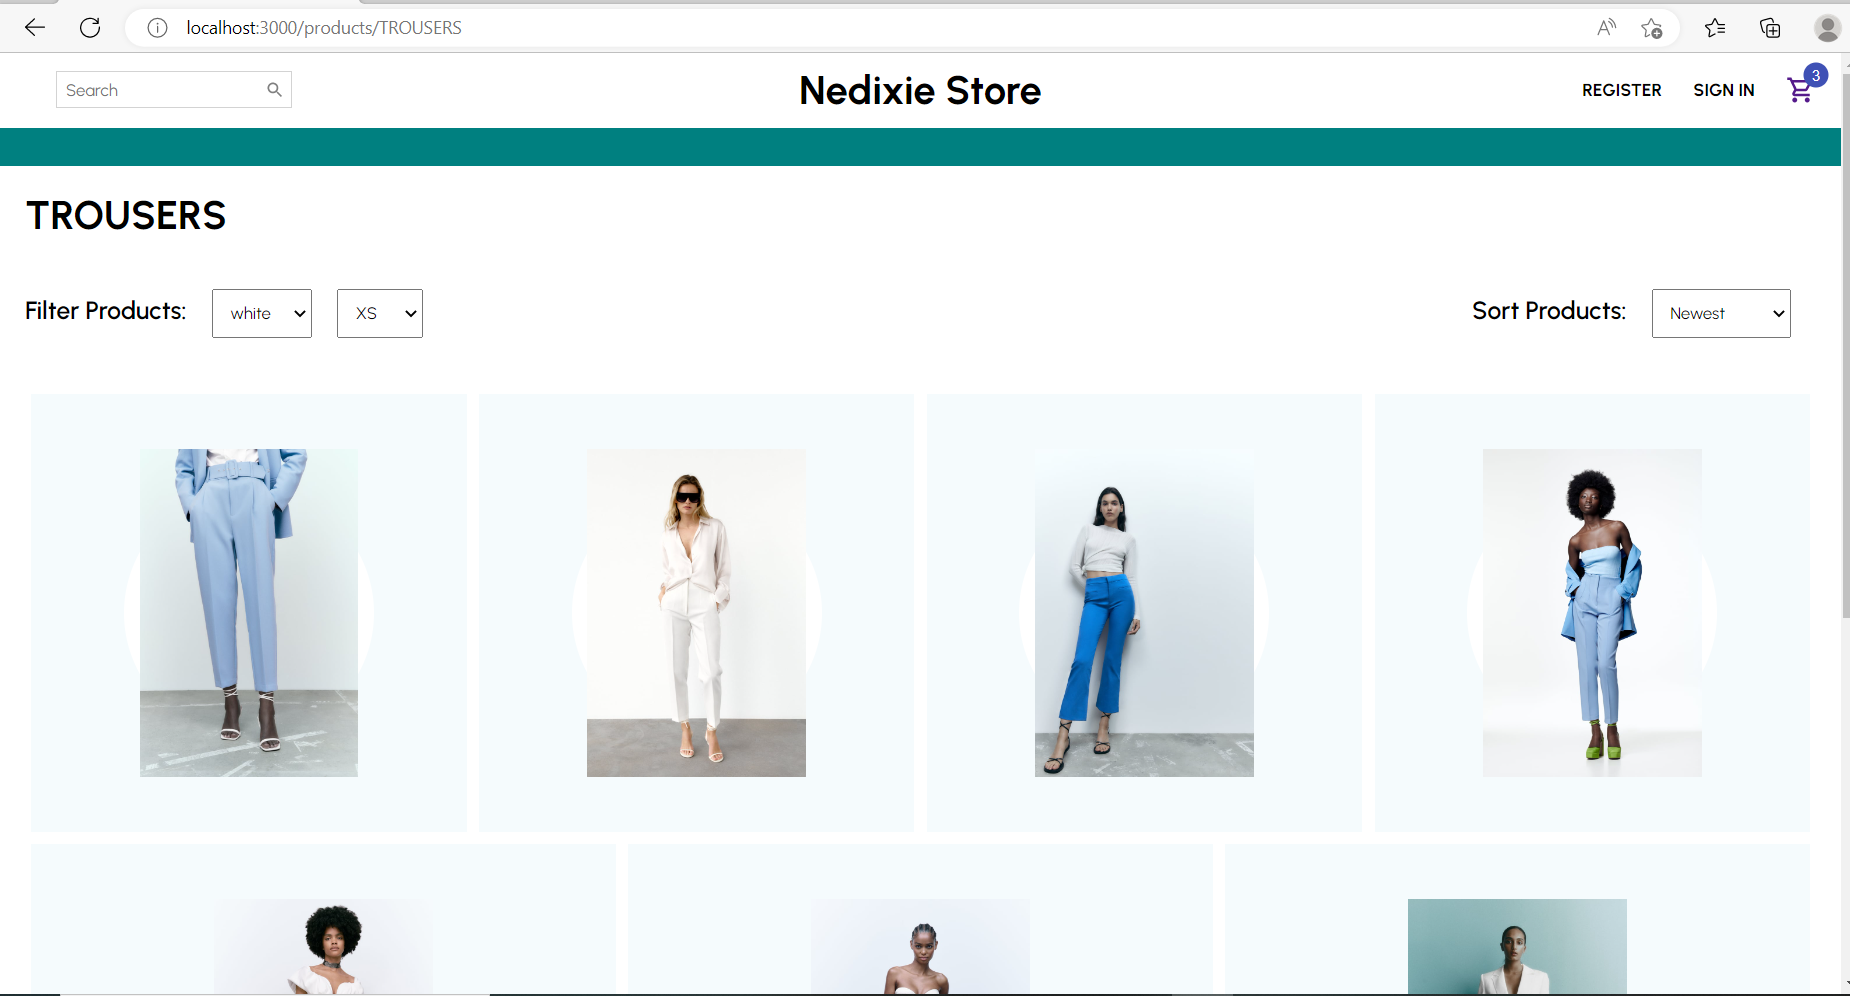 localhost:3000/products/TROUSERS
Search
Nedixie Store
REGISTER
SIGN IN
3
TROUSERS
Filter Products:
white
XS
Sort Products:
Newest